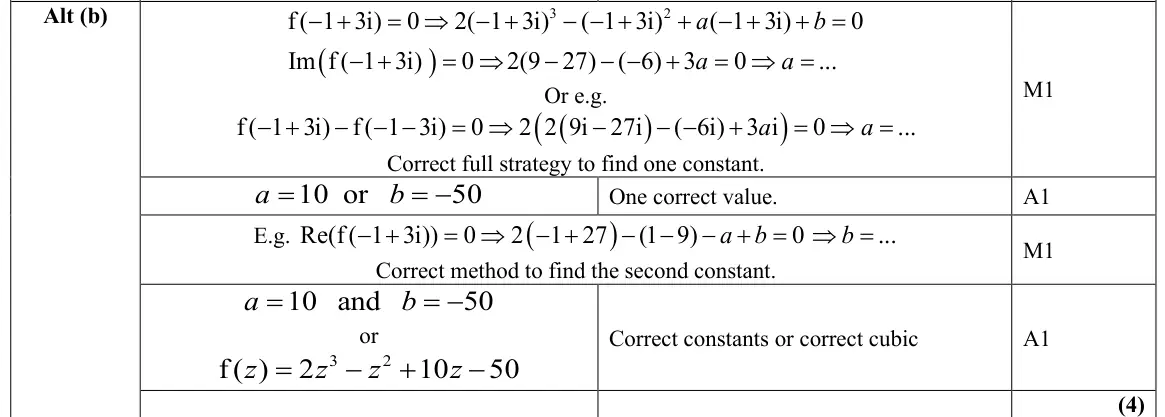 Alt (b)
f(−1+3i) = 0 ⇒ 2(−1+3i)³ − (−1+3i)² + a(−1+3i) + b = 0
Im(f(−1+3i)) = 0 ⇒ 2(9−27) − (−6) + 3a = 0 ⇒ a = ...
Or e.g.
f(−1+3i) − f(−1−3i) = 0 ⇒ 2(2(9i−27i) − (−6i) + 3ai) = 0 ⇒ a = ...
Correct full strategy to find one constant.
M1
a = 10 or b = −50
One correct value.
A1
E.g. Re(f(−1+3i)) = 0 ⇒ 2(−1+27) − (1−9) − a + b = 0 ⇒ b = ...
Correct method to find the second constant.
M1
a = 10 and b = −50
or
f(z) = 2z³ − z² + 10z − 50
Correct constants or correct cubic
A1
(4)